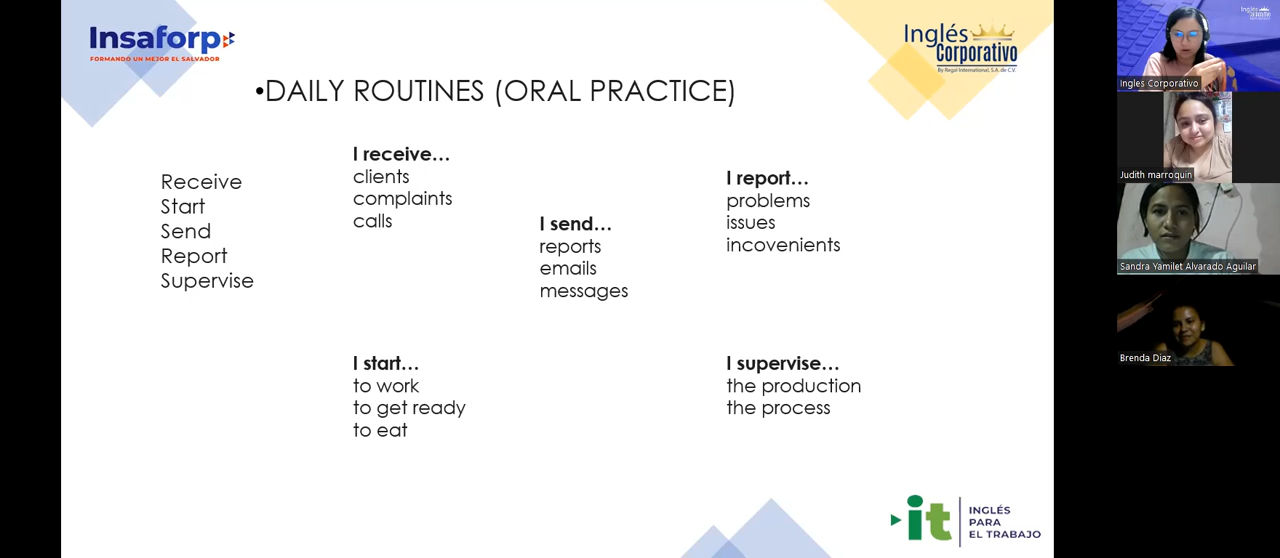 Insaforp
FORMANDO UN MEJOR EL SALVADOR
Inglés
Corporativo
By Regui International, S.A. de C.V.
•DAILY ROUTINES (ORAL PRACTICE)
Receive
Start
Send
Report
Supervise
I receive...
clients
complaints
calls
I send...
reports
emails
messages
I report...
problems
issues
incovenients
I start...
to work
to get ready
to eat
I supervise...
the production
the process
it
INGLÉS
PARA
EL TRABAJO
Ingles Corporativo
Judith marroquin
Sandra Yamilet Alvarado Aguilar
Brenda Diaz